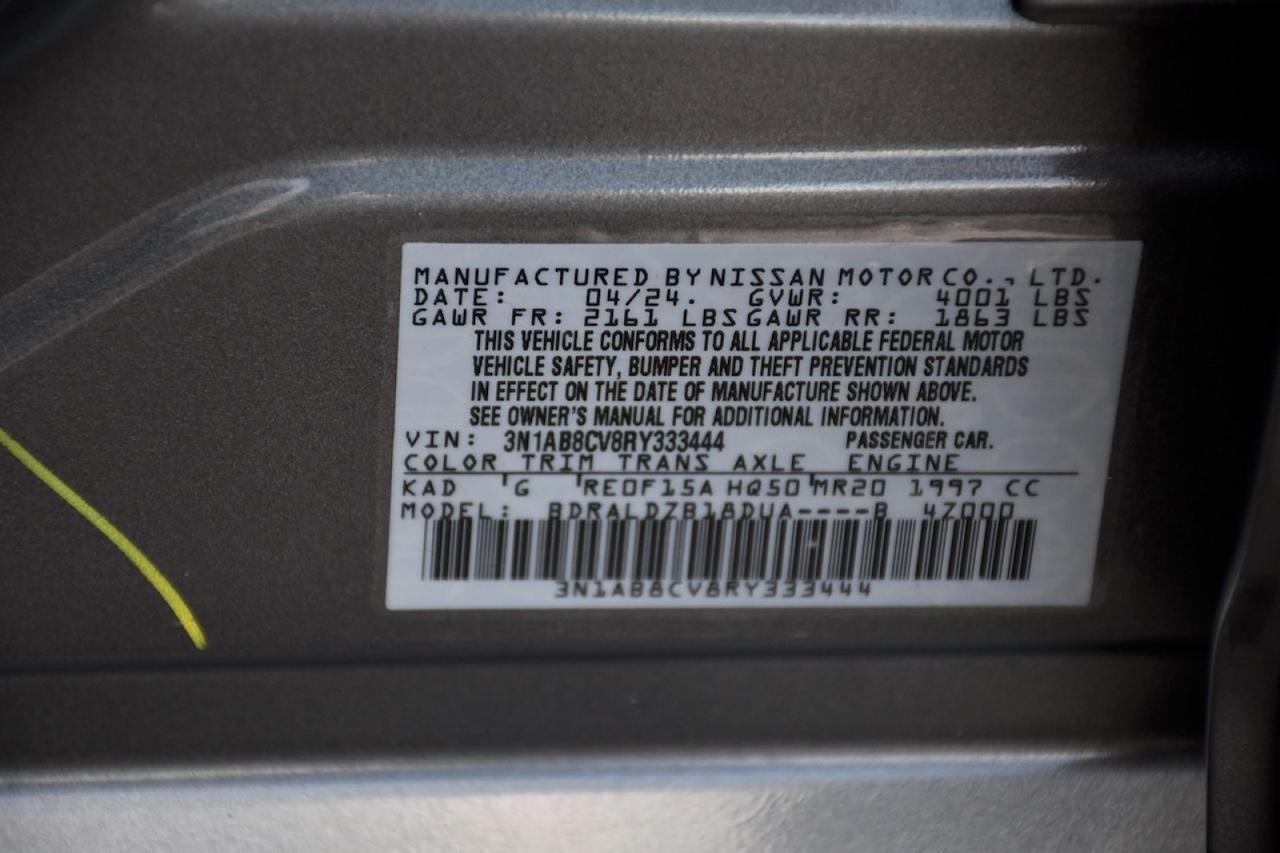 MANUFACTURED BY NISSAN MOTOR CO., LTD.
DATE: 04/24. GVWR: 4001 LBS
GAWR FR: 2161 LBS GAWR RR: 1863 LBS
THIS VEHICLE CONFORMS TO ALL APPLICABLE FEDERAL MOTOR
VEHICLE SAFETY, BUMPER AND THEFT PREVENTION STANDARDS
IN EFFECT ON THE DATE OF MANUFACTURE SHOWN ABOVE.
SEE OWNER'S MANUAL FOR ADDITIONAL INFORMATION.
VIN: 3N1AB8CV8RY333444 PASSENGER CAR.
COLOR TRIM TRANS AXLE ENGINE
KAD G RE0F15A HQ50 MR20 1997 CC
MODEL: BDRALDZB18DUA----B 47000
3N1AB8CV8RY333444